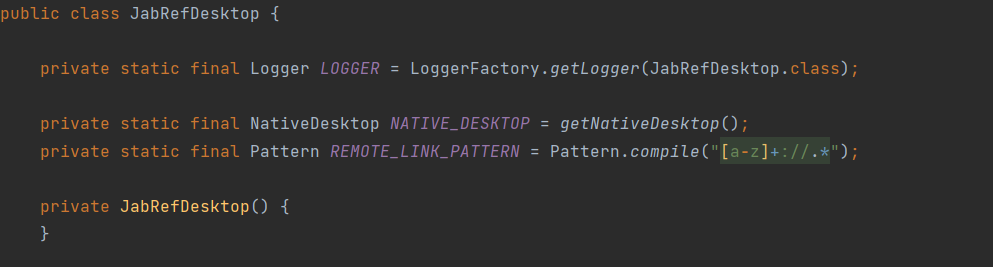 public class JabRefDesktop {
private static final Logger LOGGER = LoggerFactory.getLogger(JabRefDesktop.class);
private static final NativeDesktop NATIVE_DESKTOP = getNativeDesktop();
private static final Pattern REMOTE_LINK_PATTERN = Pattern.compile("[a-z]+://.*");
private JabRefDesktop() {
}